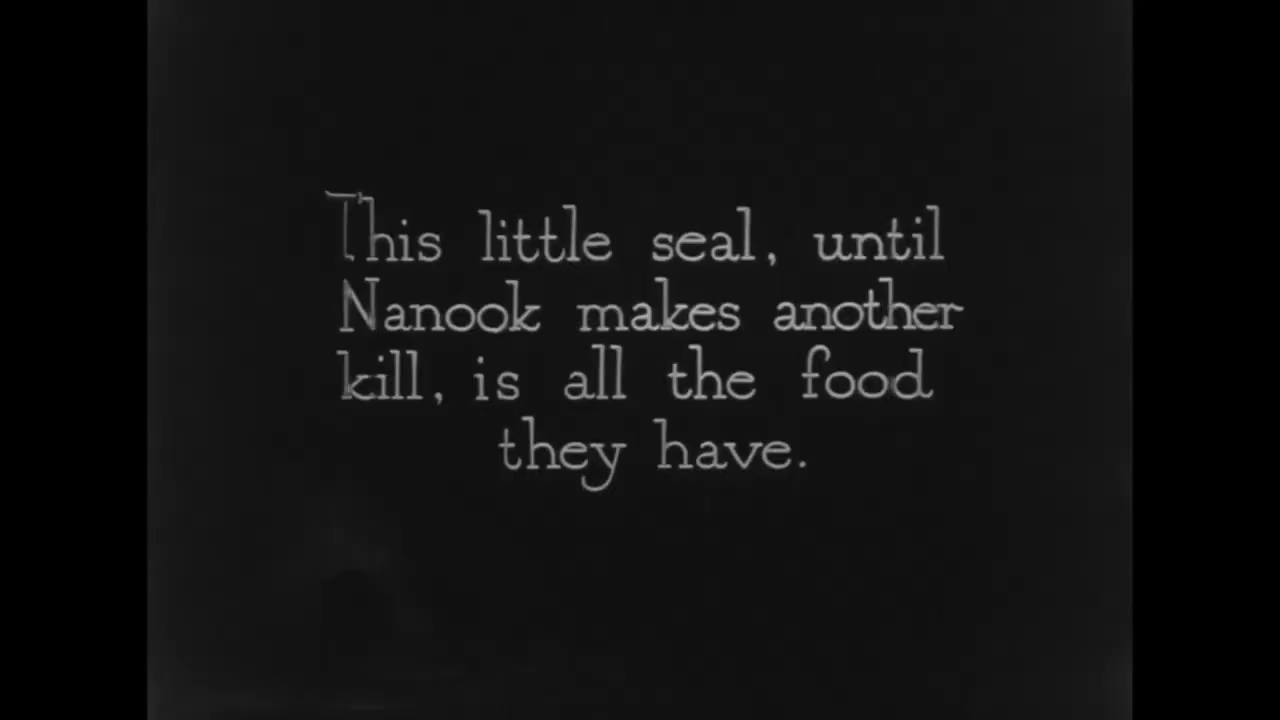 This little seal, until
Nanook makes another
kill, is all the food
they have.